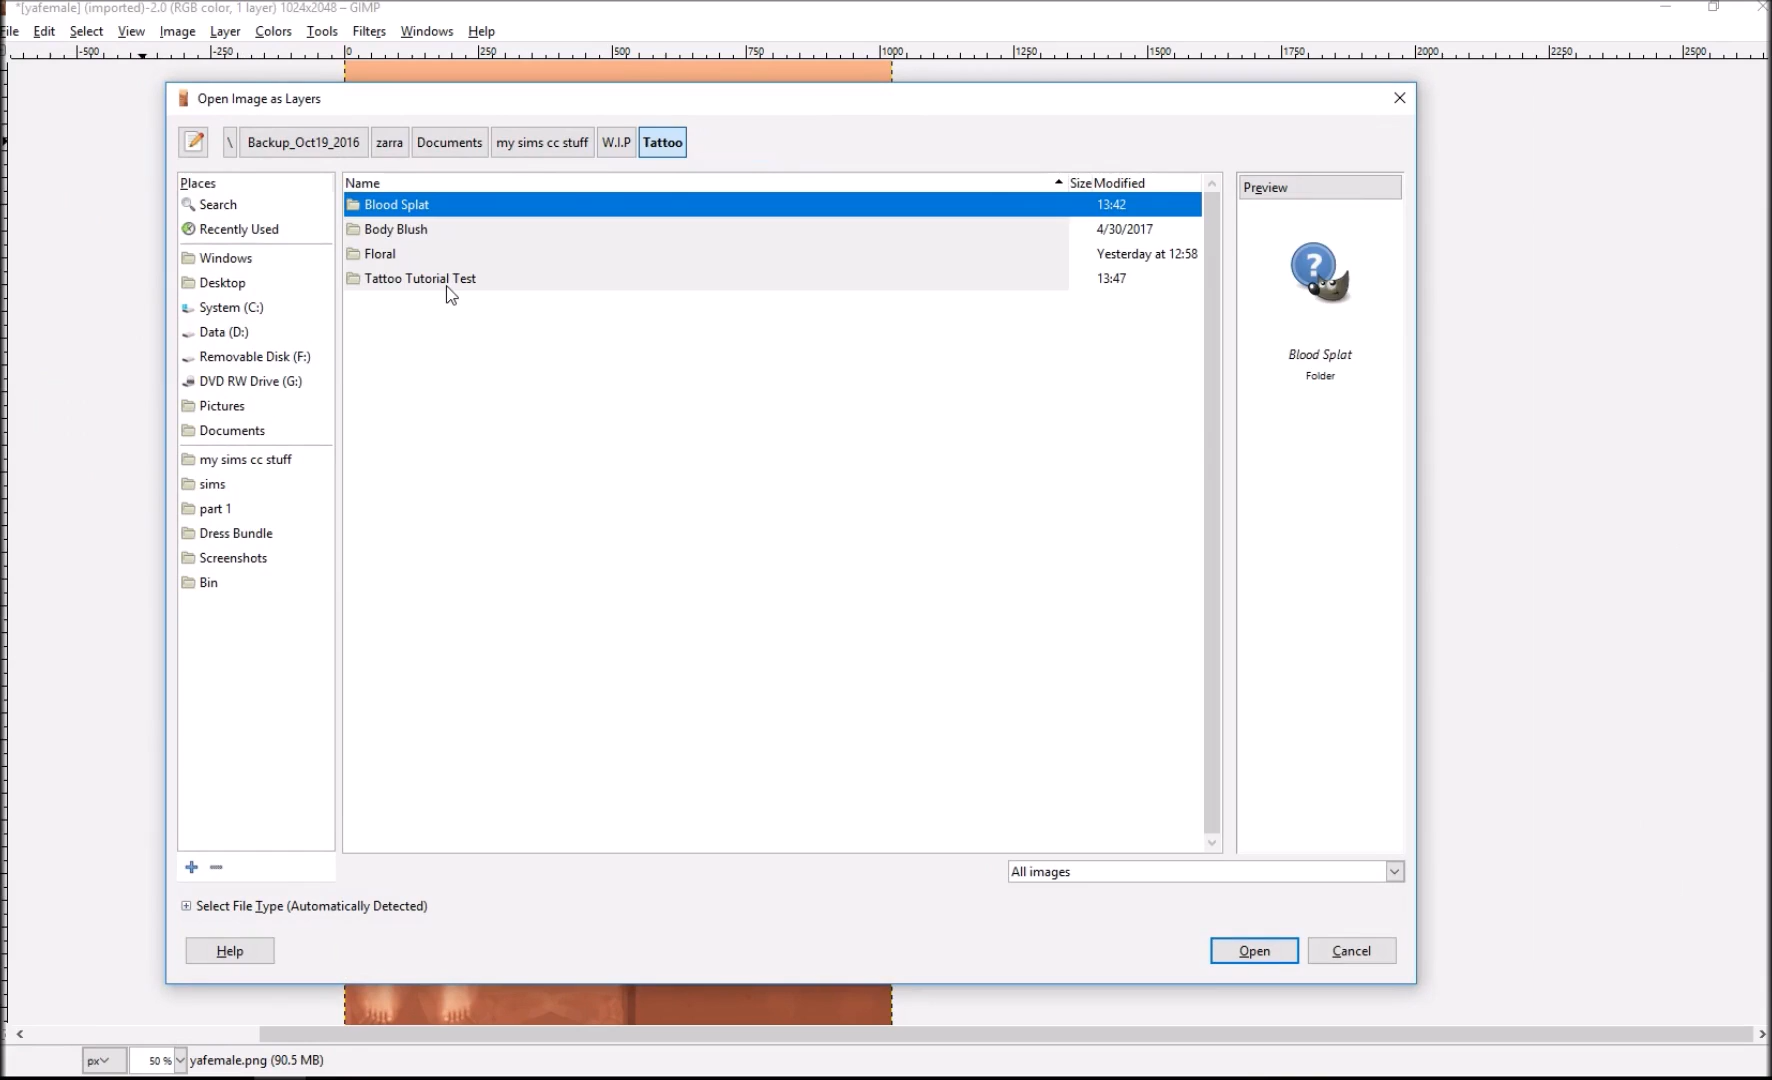 *[yafemale] (imported)-2.0 (RGB color, 1 layer) 1024x2048 – GIMP
File Edit Select View Image Layer Colors Tools Filters Windows Help
-500 -250 0 250 500 750 1000 1250 1500 1750 2000 2250 2500
Open Image as Layers
\ Backup_Oct19_2016 zarra Documents my sims cc stuff W.I.P Tattoo
Places
Search
Recently Used
Windows
Desktop
System (C:)
Data (D:)
Removable Disk (F:)
DVD RW Drive (G:)
Pictures
Documents
my sims cc stuff
sims
part 1
Dress Bundle
Screenshots
Bin
Name Size Modified
Blood Splat 13:42
Body Blush 4/30/2017
Floral Yesterday at 12:58
Tattoo Tutorial Test 13:47
Preview
?
Blood Splat
Folder
All images
Select File Type (Automatically Detected)
Help Open Cancel
px 50 % yafemale.png (90.5 MB)